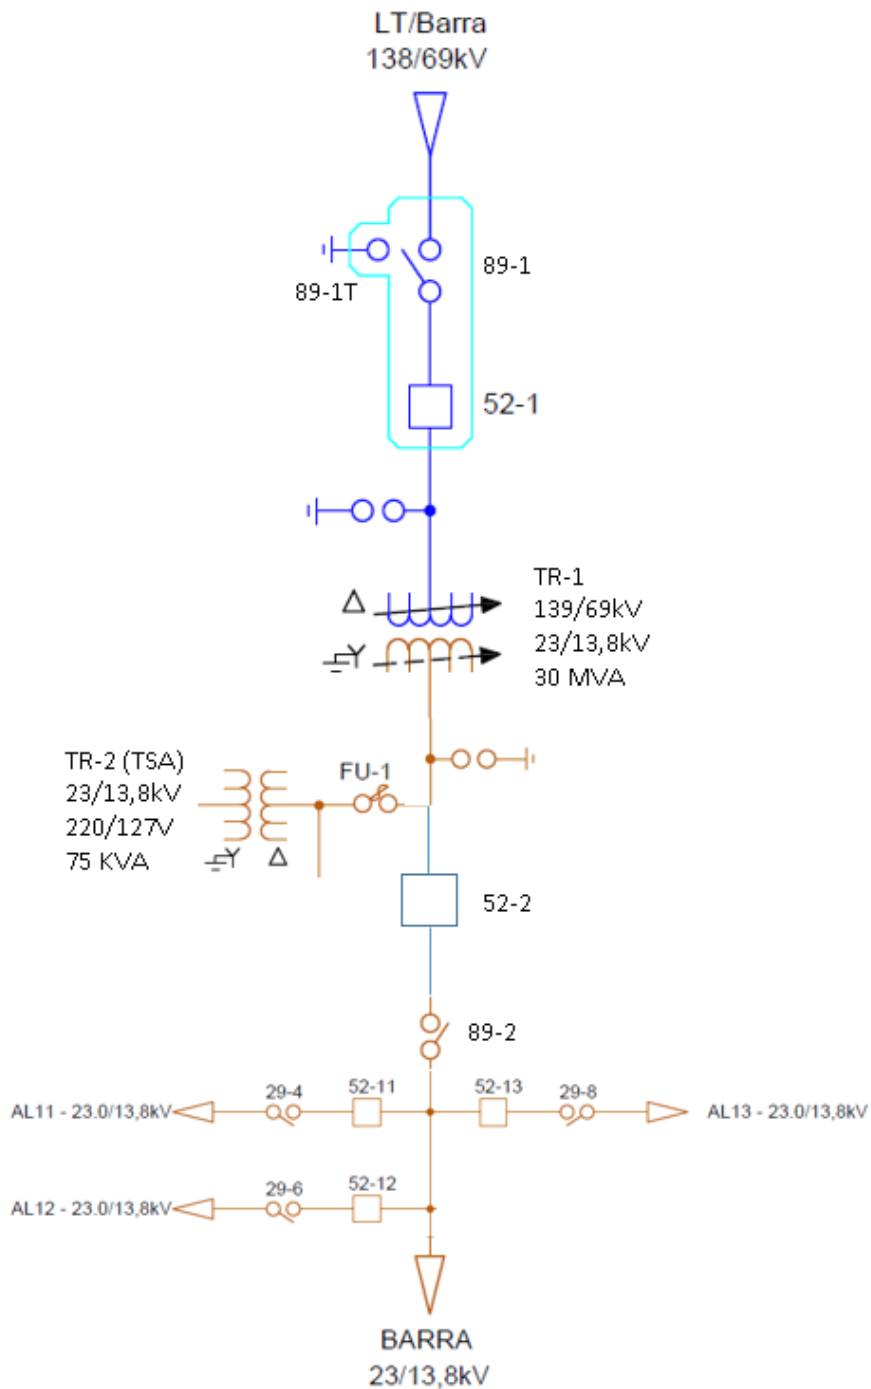 LT/Barra
138/69kV
89-1
89-1T
52-1
TR-1
139/69kV
23/13,8kV
30 MVA
TR-2 (TSA)
23/13,8kV
220/127V
75 KVA
FU-1
52-2
89-2
AL11 - 23.0/13,8kV
29-4
52-11
52-13
29-8
AL13 - 23.0/13,8kV
AL12 - 23.0/13,8kV
29-6
52-12
BARRA
23/13,8kV